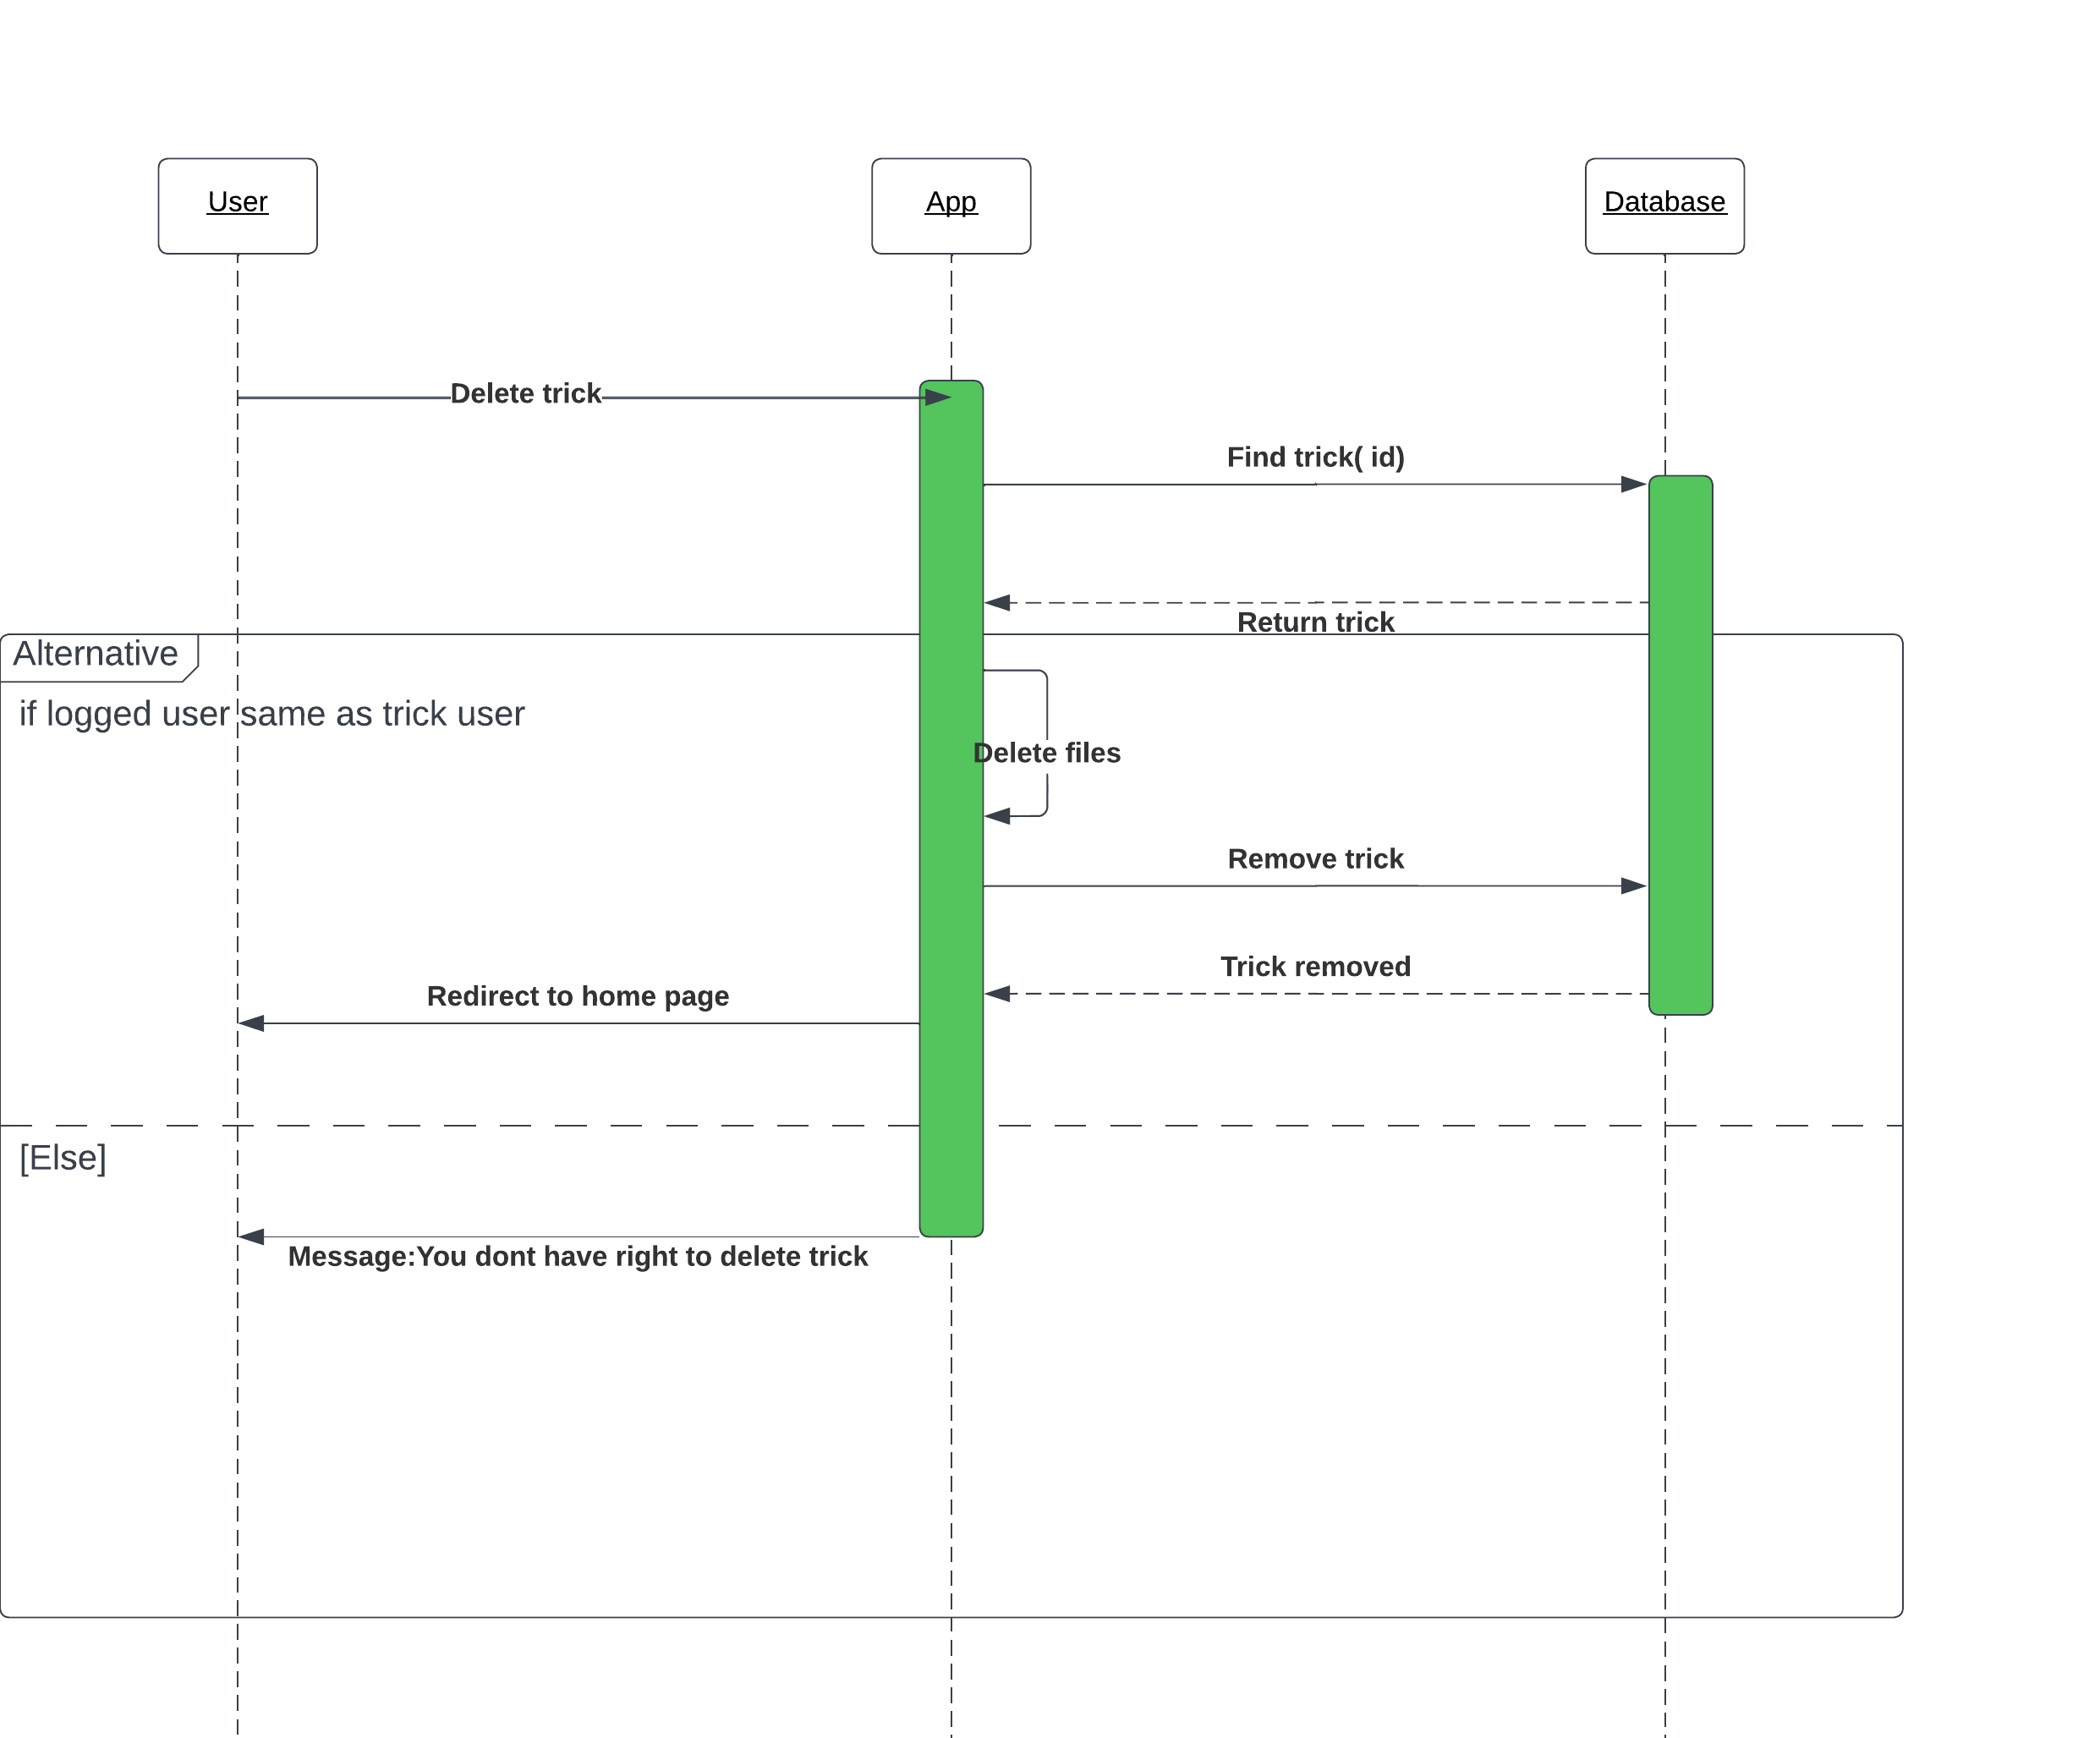 User
App
Database
Delete trick
Find trick( id)
Return trick
Alternative
if logged user same as trick user
Delete files
Remove trick
Trick removed
Redirect to home page
[Else]
Message:You dont have right to delete trick